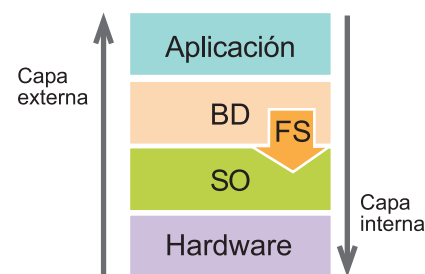 Aplicación
Capa
externa
BD
FS
SO
Capa
interna
Hardware